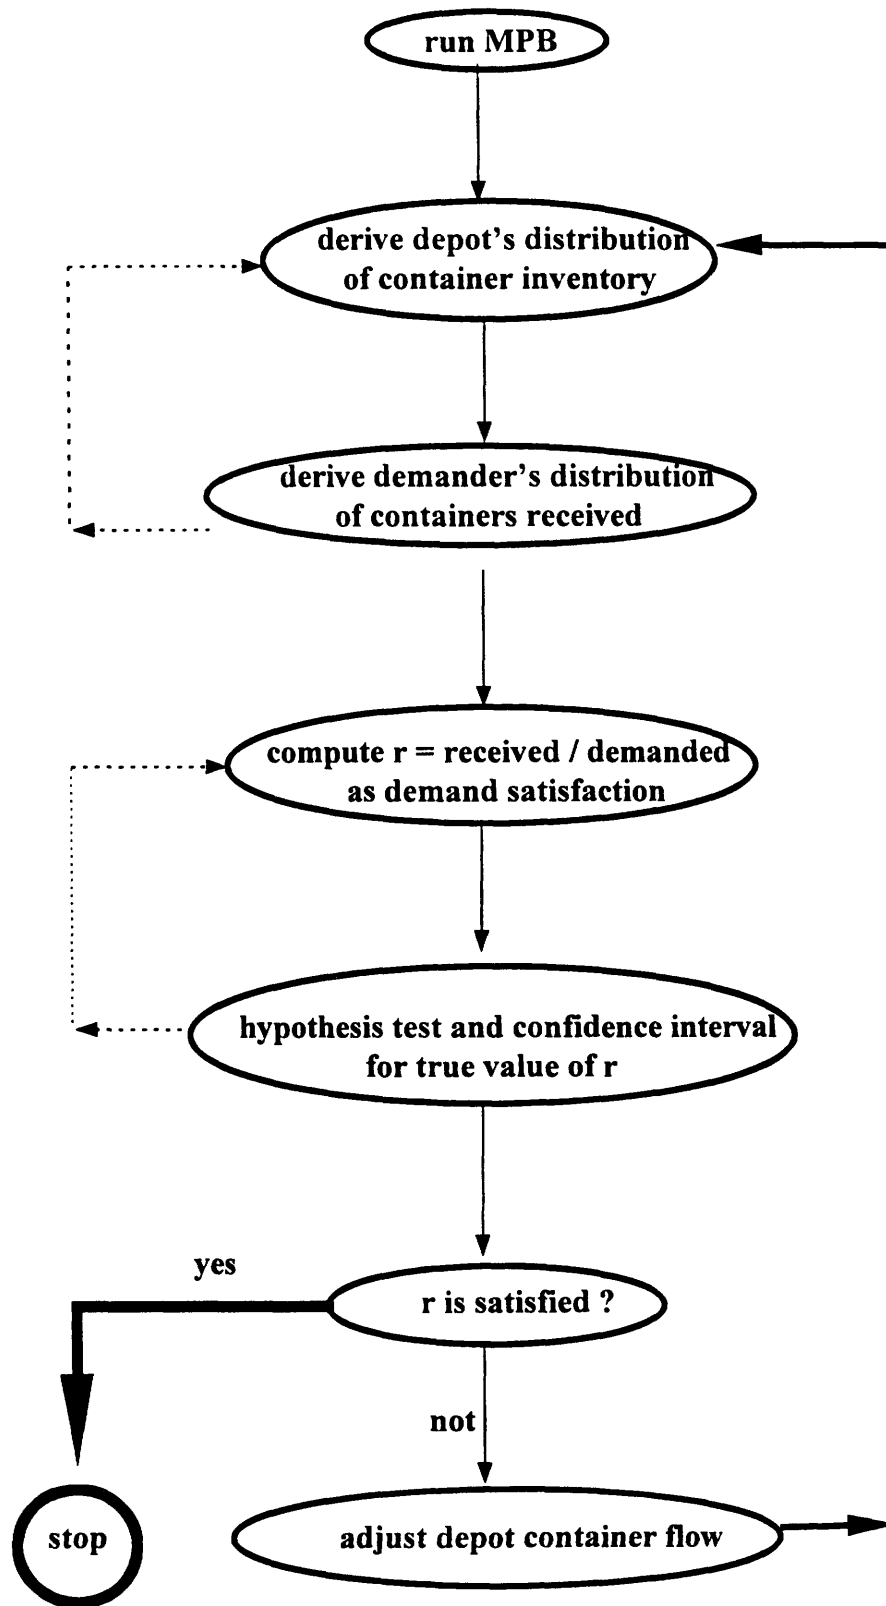 run MPB
derive depot's distribution
of container inventory
derive demander's distribution
of containers received
compute r = received / demanded
as demand satisfaction
hypothesis test and confidence interval
for true value of r
yes
r is satisfied ?
not
stop
adjust depot container flow